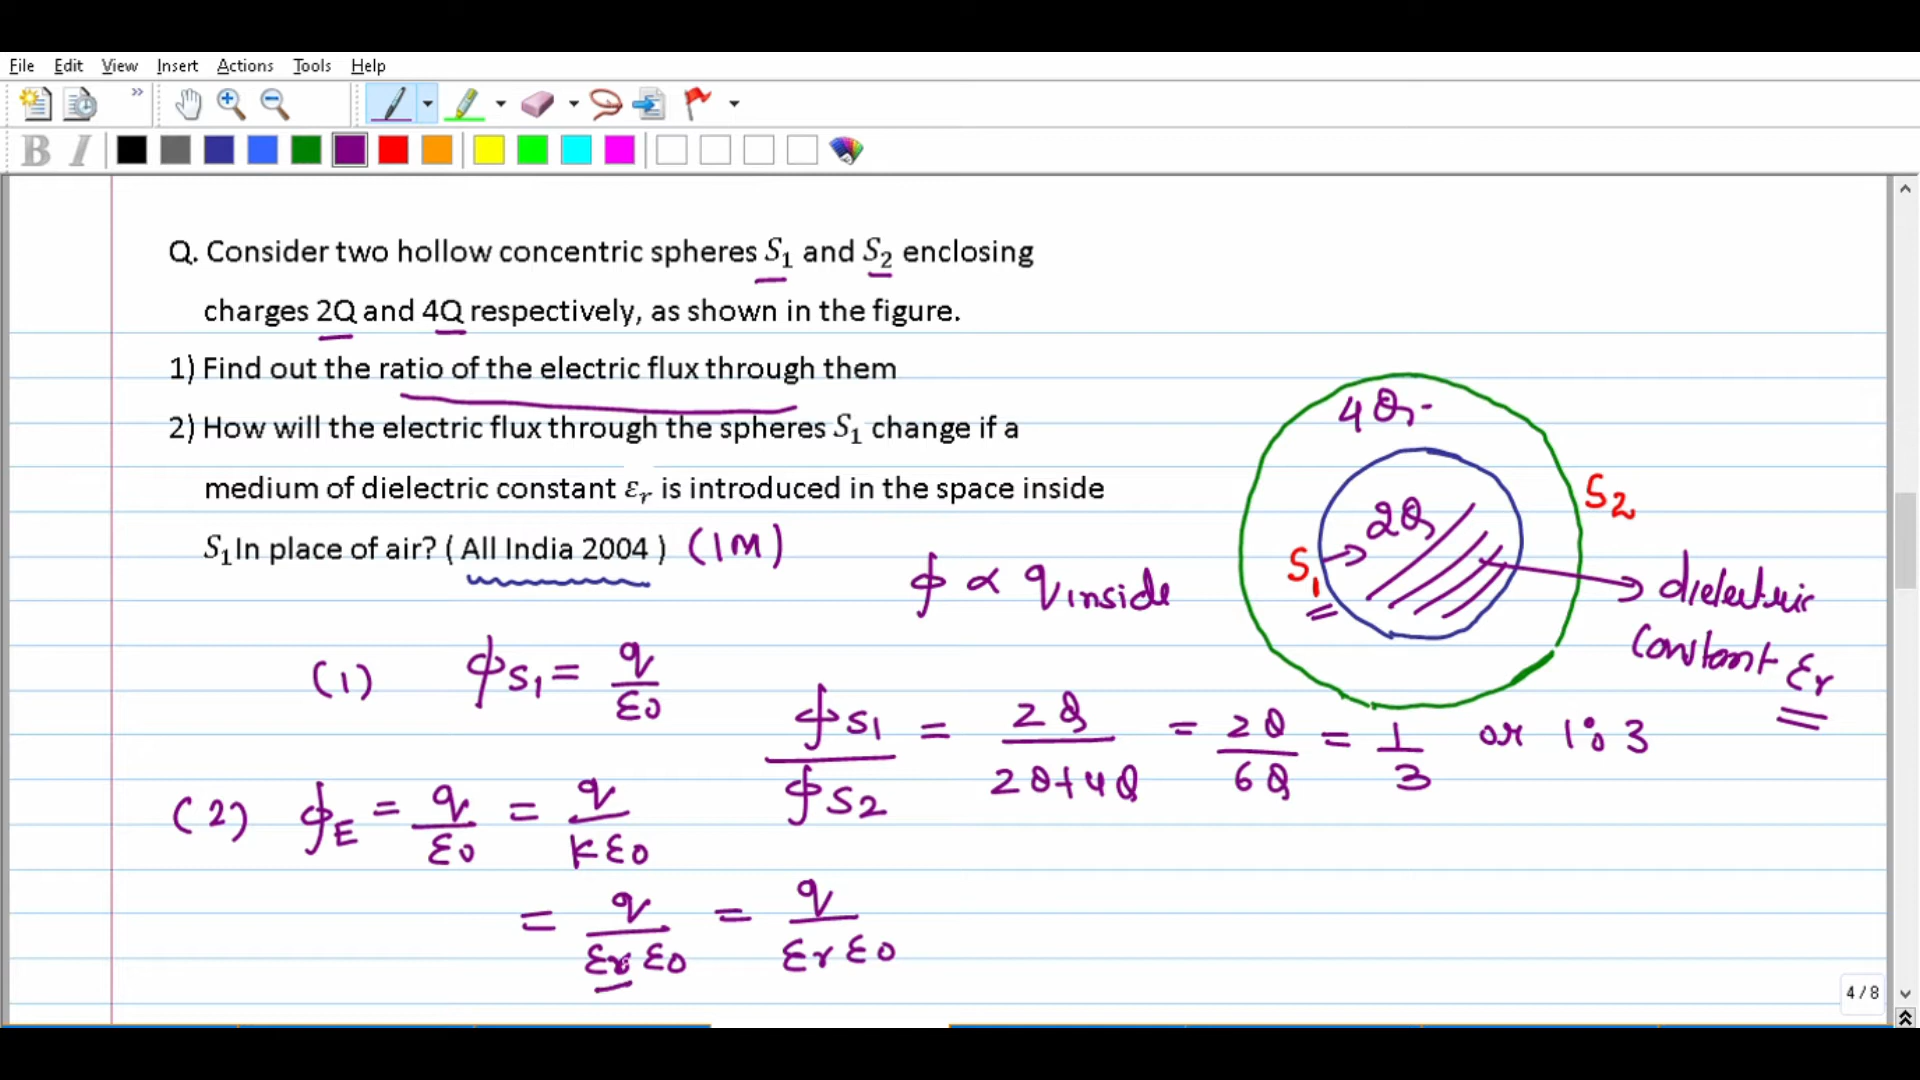 File Edit View Insert Actions Tools Help
B I
Q. Consider two hollow concentric spheres S₁ and S₂ enclosing
charges 2Q and 4Q respectively, as shown in the figure.
1) Find out the ratio of the electric flux through them
2) How will the electric flux through the spheres S₁ change if a
medium of dielectric constant εᵣ is introduced in the space inside
S₁In place of air? ( All India 2004 ) (1M)
4Q
2Q
S₁
S₂
dielectric
constant εr
ϕ ∝ q inside
(1) ϕS₁ = q/ε0
ϕS1/ϕS2 = 2Q/2Q+4Q = 2Q/6Q = 1/3 or 1:3
(2) ϕE = q/ε0 = q/kε0
= q/εrε0 = q/εrε0
4 / 8